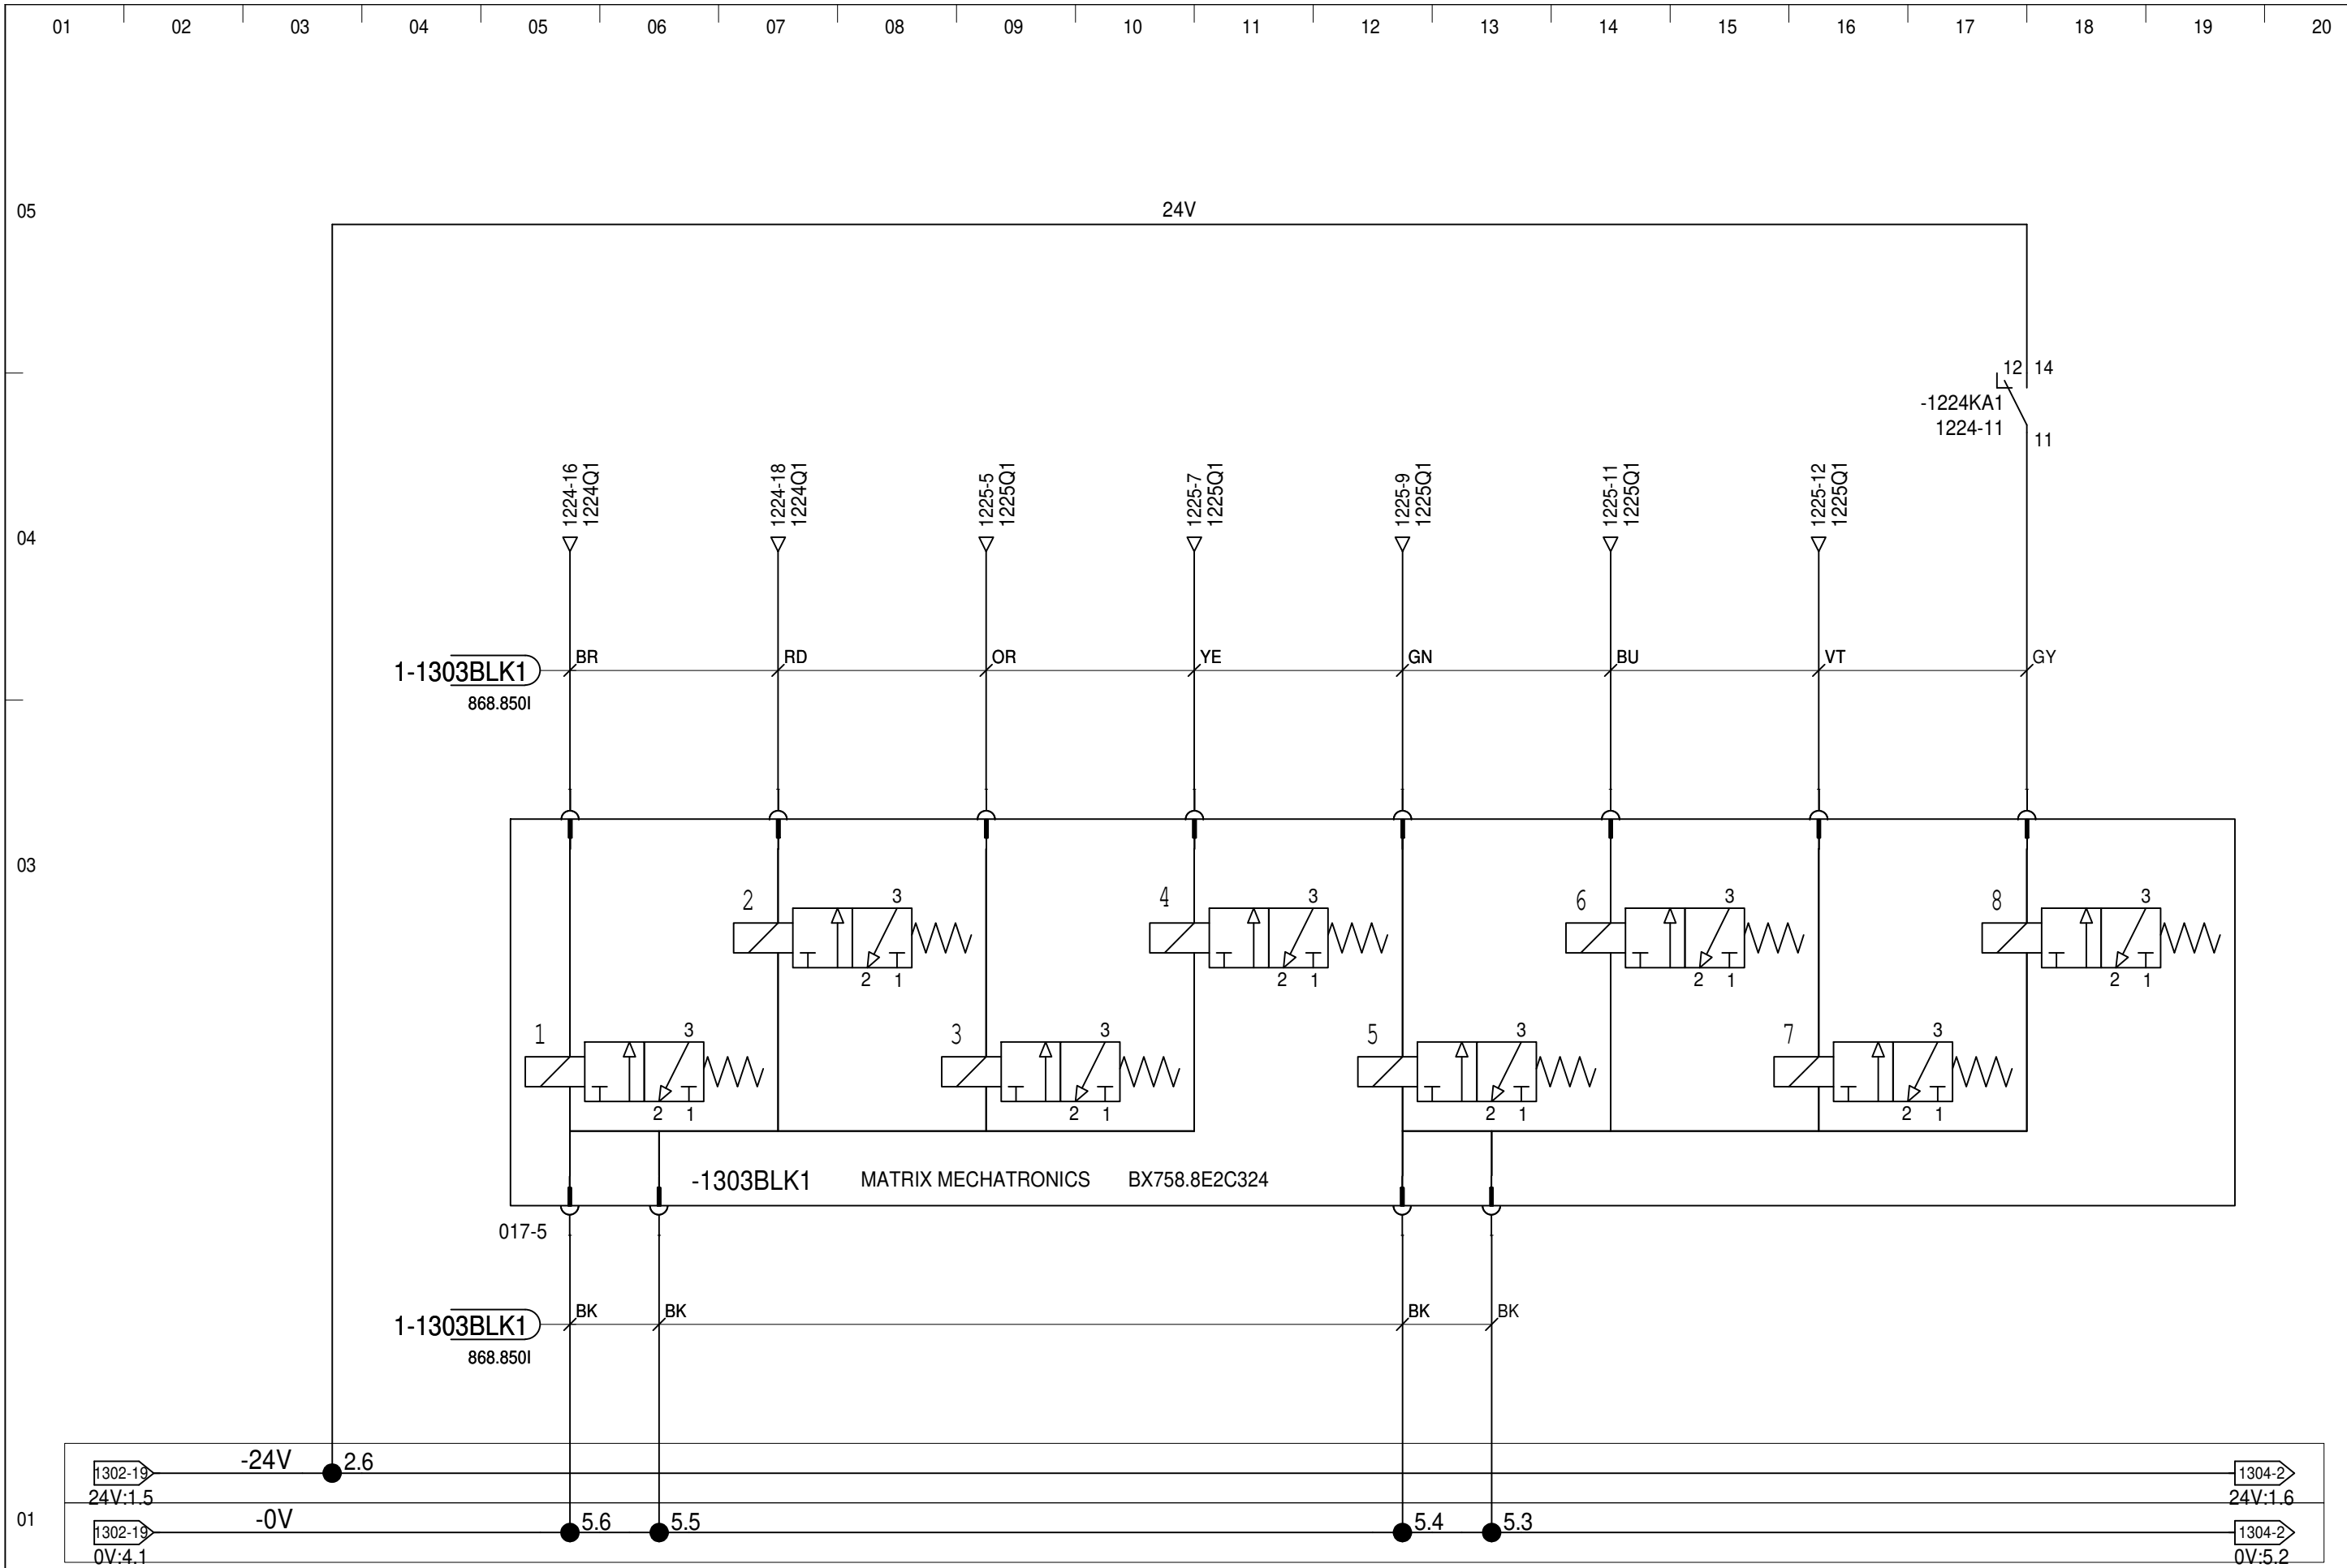 01 02 03 04 05 06 07 08 09 10 11 12 13 14 15 16 17 18 19 20
05
24V
12 14
-1224KA1
1224-11
11
1224-16
1224Q1
1224-18
1224Q1
1225-5
1225Q1
1225-7
1225Q1
1225-9
1225Q1
1225-11
1225Q1
1225-12
1225Q1
04
1-1303BLK1
868.850I
BR RD OR YE GN BU VT GY
03
2 3 4 3 6 3 8 3
2 1 2 1 2 1 2 1
1 3 3 3 5 3 7 3
2 1 2 1 2 1 2 1
-1303BLK1 MATRIX MECHATRONICS BX758.8E2C324
017-5
1-1303BLK1
868.850I
BK BK BK BK
1302-19 -24V 2.6 1304-2
24V:1.5 24V:1.6
01
1302-19 -0V 5.6 5.5 5.4 5.3 1304-2
0V:4.1 0V:5.2